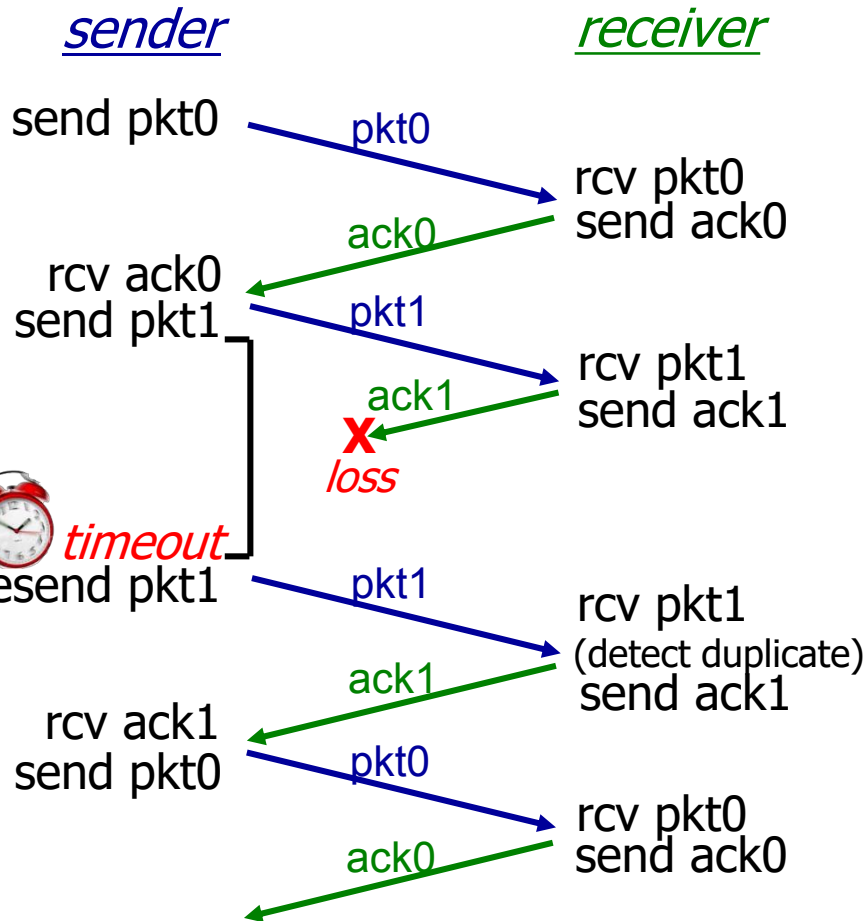 sender
receiver
send pkt0
pkt0
rcv pkt0
send ack0
ack0
rcv ack0
send pkt1
pkt1
rcv pkt1
send ack1
ack1
X
loss
timeout
esend pkt1
pkt1
rcv pkt1
(detect duplicate)
send ack1
ack1
rcv ack1
send pkt0
pkt0
rcv pkt0
send ack0
ack0